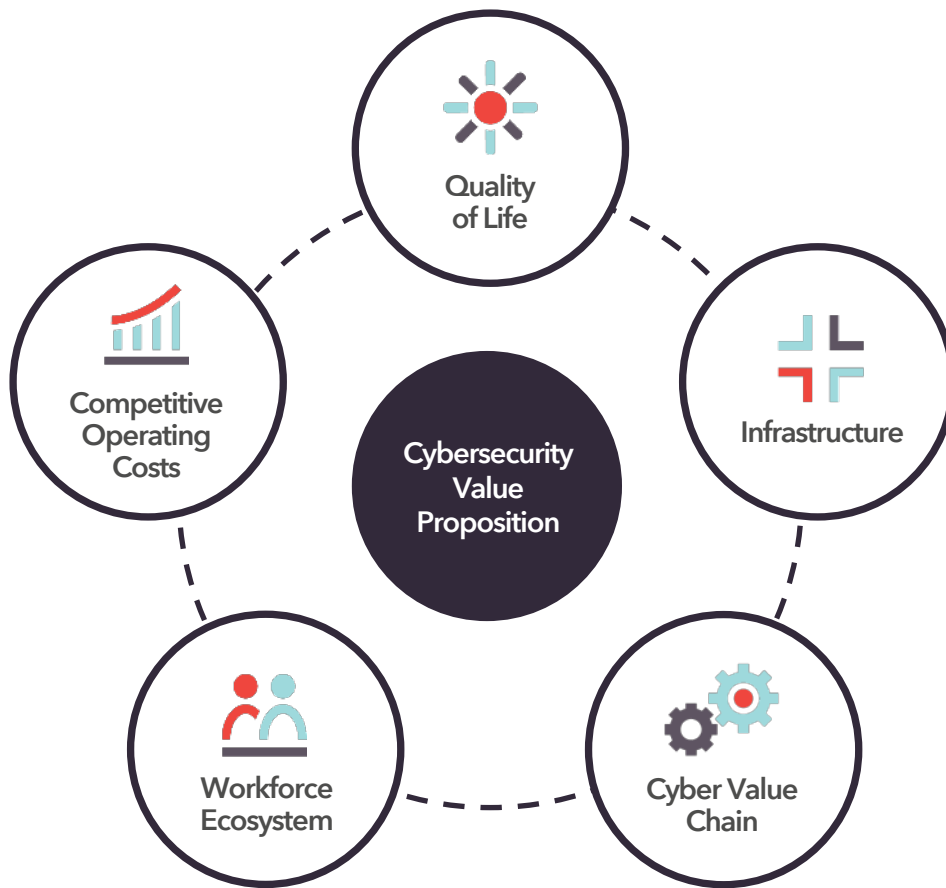 Quality
of Life
Competitive
Operating
Costs
Infrastructure
Cybersecurity
Value
Proposition
Workforce
Ecosystem
Cyber Value
Chain